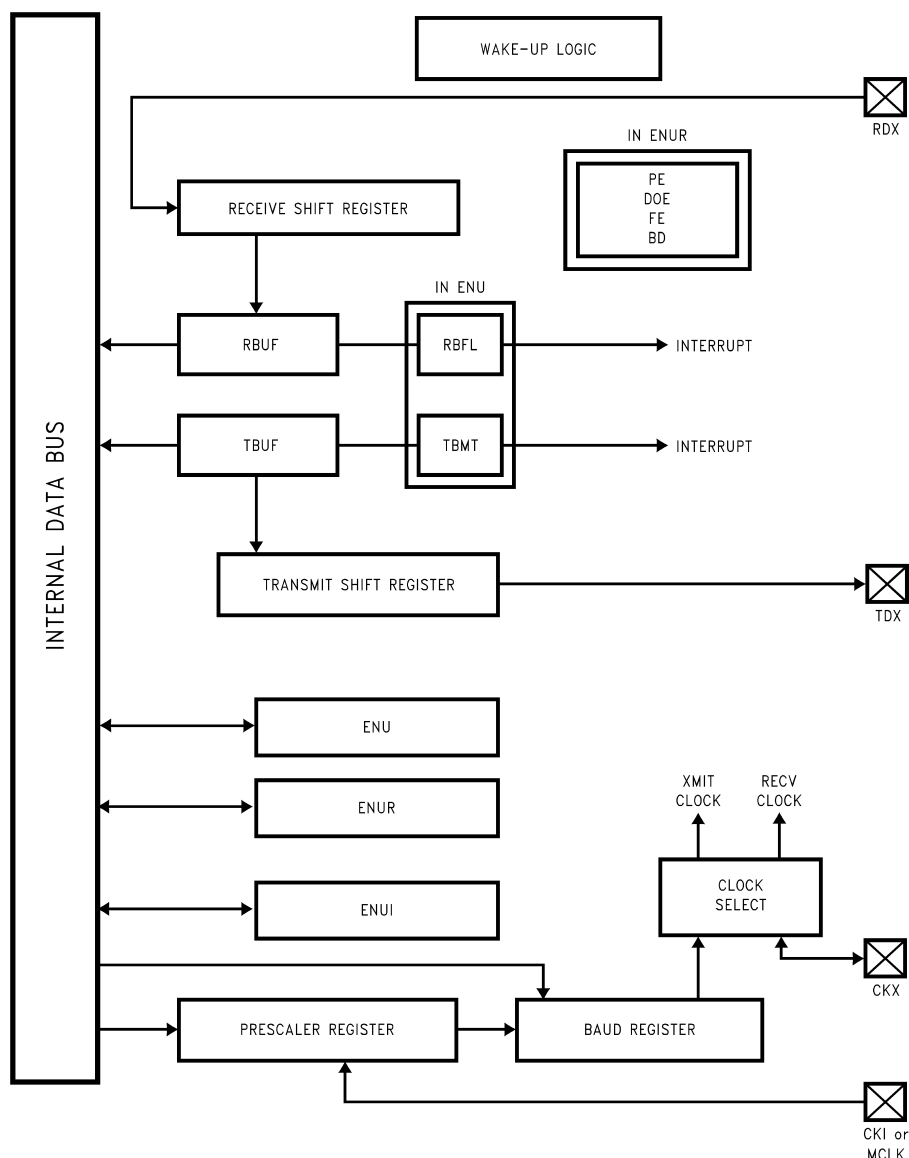 WAKE-UP LOGIC
RDX
IN ENUR
PE
DOE
FE
BD
RECEIVE SHIFT REGISTER
IN ENU
RBUF
RBFL
INTERRUPT
TBUF
TBMT
INTERRUPT
INTERNAL DATA BUS
TRANSMIT SHIFT REGISTER
TDX
ENU
XMIT
CLOCK
RECV
CLOCK
ENUR
CLOCK
SELECT
ENUI
CKX
PRESCALER REGISTER
BAUD REGISTER
CKI or
MCLK